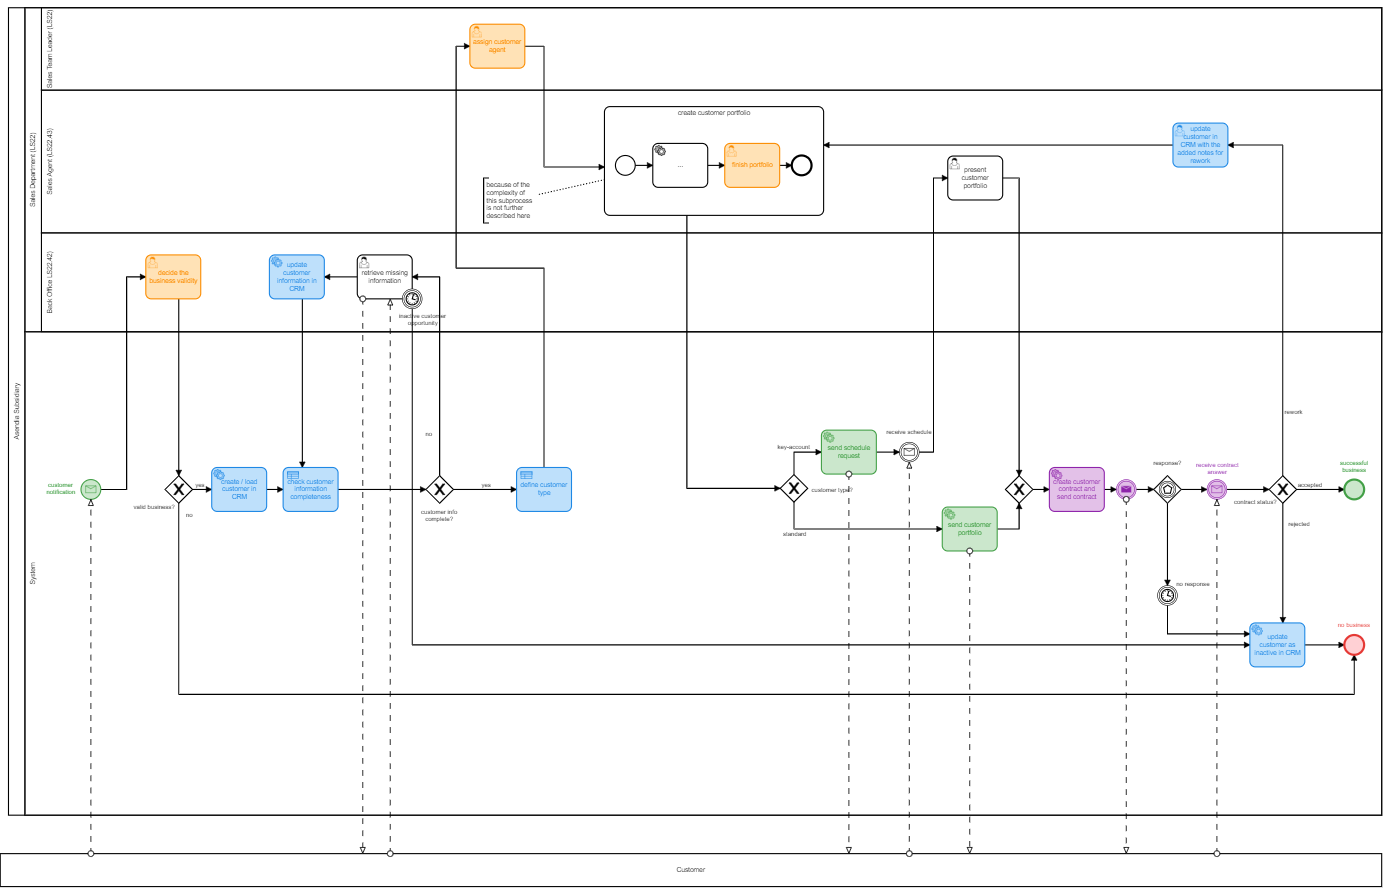 Asendia Subsidiary
Sales Department (LS22)
Sales Team Leader (LS22)
assign customer
agent
Sales Agent (LS22.43)
create customer portfolio
...
finish portfolio
because of the
complexity of
this subprocess
is not further
described here
present
customer
portfolio
update
customer in
CRM with the
added notes for
rework
Back Office LS22.42)
decide the
business validity
update
customer
information in
CRM
retrieve missing
information
inactive customer
opportunity
System
customer
notification
valid business?
yes
no
create / load
customer in
CRM
check customer
information
completeness
no
customer info
complete?
yes
define customer
type
key-account
customer type?
standard
send schedule
request
receive schedule
send customer
portfolio
create customer
contract and
send contract
response?
no response
receive contract
answer
contract status?
rework
accepted
rejected
successful
business
update
customer as
inactive in CRM
no business
Customer